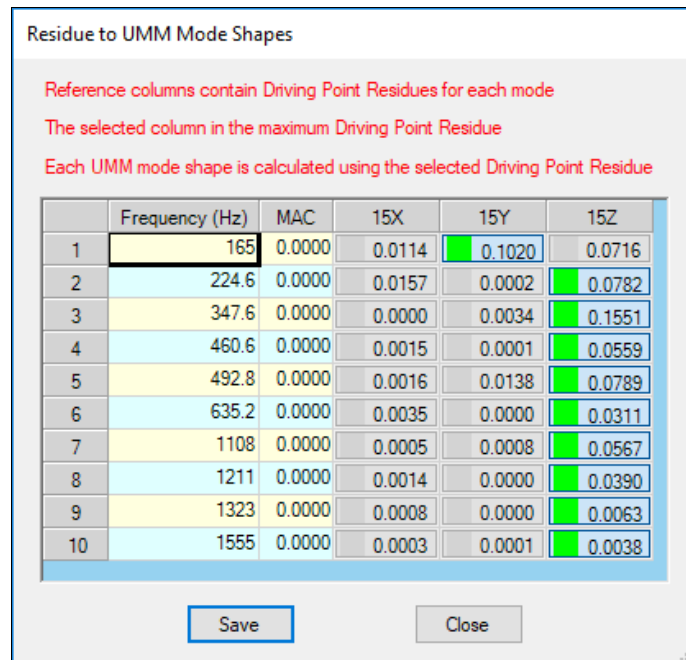 Residue to UMM Mode Shapes
Reference columns contain Driving Point Residues for each mode
The selected column in the maximum Driving Point Residue
Each UMM mode shape is calculated using the selected Driving Point Residue
Frequency (Hz) MAC 15X 15Y 15Z
1 165 0.0000 0.0114 0.1020 0.0716
2 224.6 0.0000 0.0157 0.0002 0.0782
3 347.6 0.0000 0.0000 0.0034 0.1551
4 460.6 0.0000 0.0015 0.0001 0.0559
5 492.8 0.0000 0.0016 0.0138 0.0789
6 635.2 0.0000 0.0035 0.0000 0.0311
7 1108 0.0000 0.0005 0.0008 0.0567
8 1211 0.0000 0.0014 0.0000 0.0390
9 1323 0.0000 0.0008 0.0000 0.0063
10 1555 0.0000 0.0003 0.0001 0.0038
Save Close